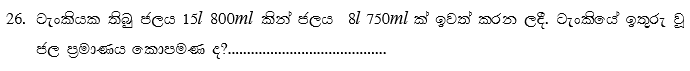 26. ටැංකියක තිබු ජලය 15l 800ml කින් ජලය 8l 750ml ක් ඉවත් කරන ලදී. ටැංකියේ ඉතුරු වූ
ජල ප්‍රමාණය කොපමණ ද?.........................................